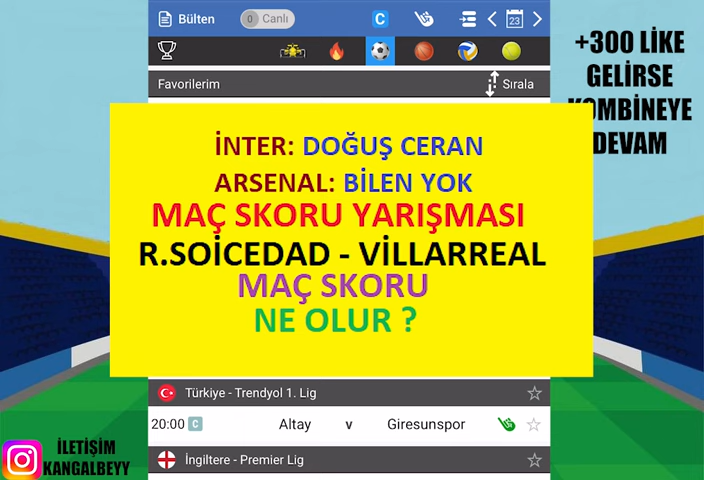 Bülten
0 Canlı
C
23
+300 LİKE
GELİRSE
KOMBİNEYE
DEVAM
Favorilerim
Sırala
İNTER: DOĞUŞ CERAN
ARSENAL: BİLEN YOK
MAÇ SKORU YARIŞMASI
R.SOİCEDAD - VİLLARREAL
MAÇ SKORU
NE OLUR ?
Türkiye - Trendyol 1. Lig
20:00 C Altay v Giresunspor
İngiltere - Premier Lig
İLETİŞİM
KANGALBEYY